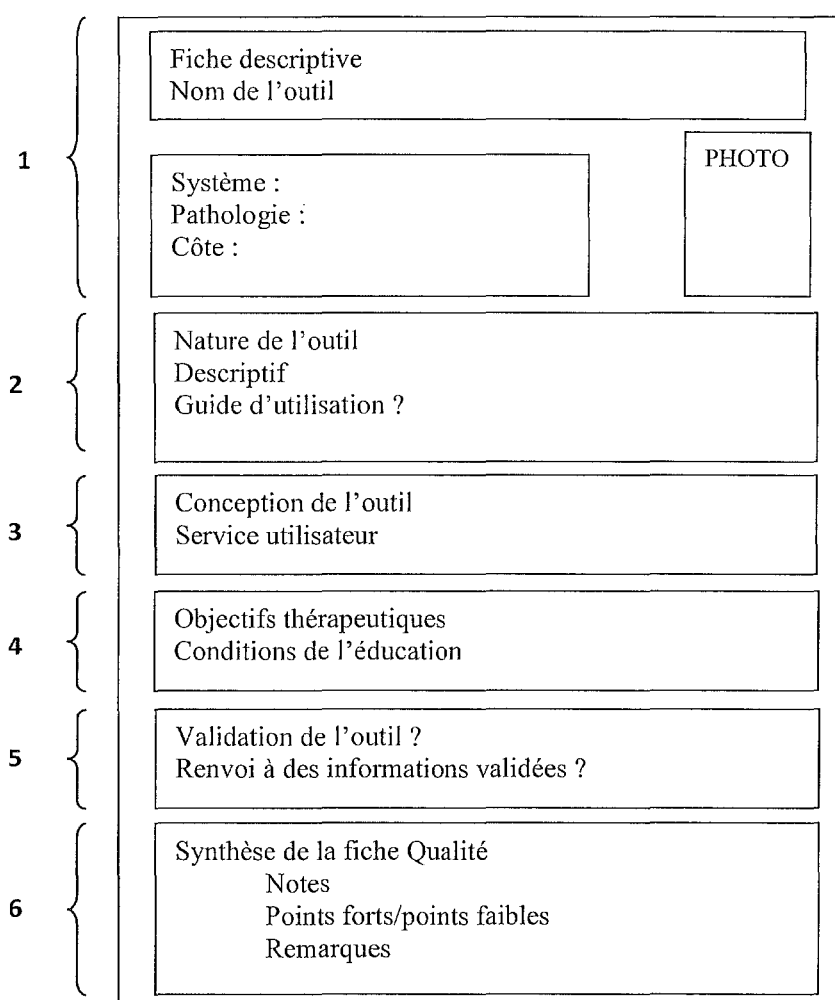 1
Fiche descriptive
Nom de l'outil
PHOTO
Système :
Pathologie :
Côte :
2
Nature de l'outil
Descriptif
Guide d'utilisation ?
3
Conception de l'outil
Service utilisateur
4
Objectifs thérapeutiques
Conditions de l'éducation
5
Validation de l'outil ?
Renvoi à des informations validées ?
6
Synthèse de la fiche Qualité
Notes
Points forts/points faibles
Remarques